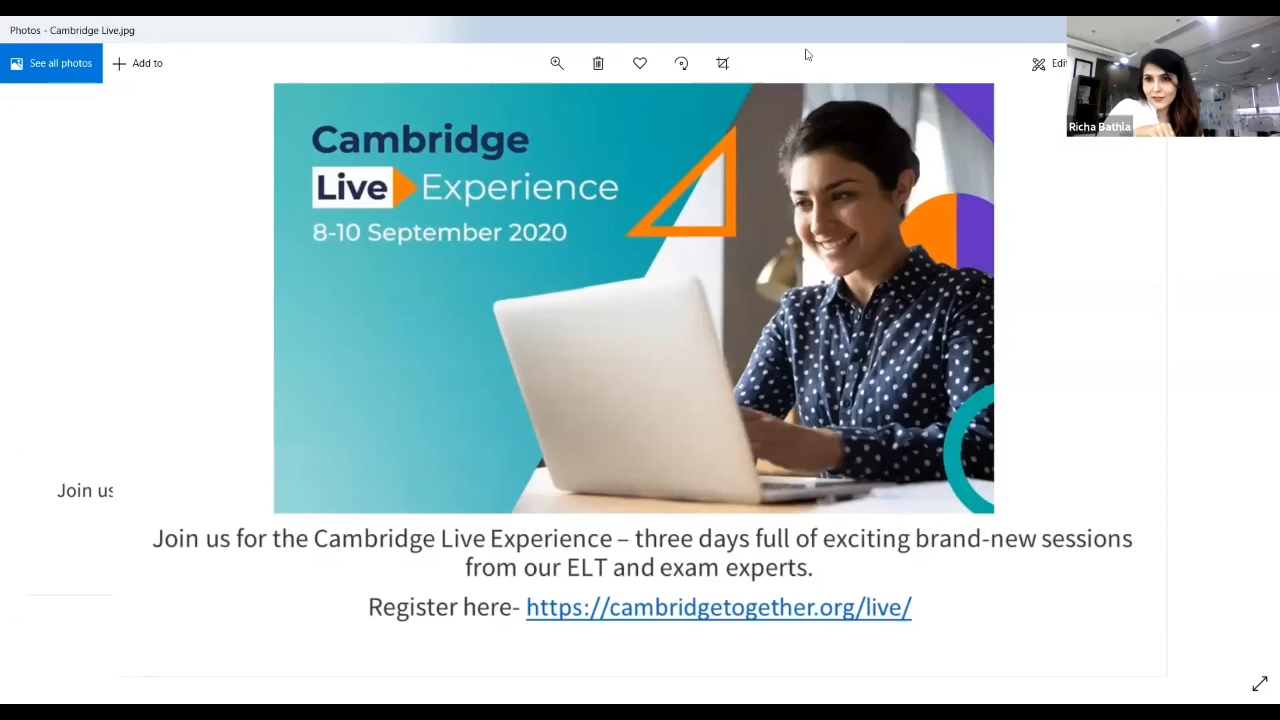 Photos - Cambridge Live.jpg
See all photos
Add to
Edit
Richa Bathla
Cambridge
Live Experience
8-10 September 2020
Join us
Join us for the Cambridge Live Experience – three days full of exciting brand-new sessions
from our ELT and exam experts.
Register here- https://cambridgetogether.org/live/